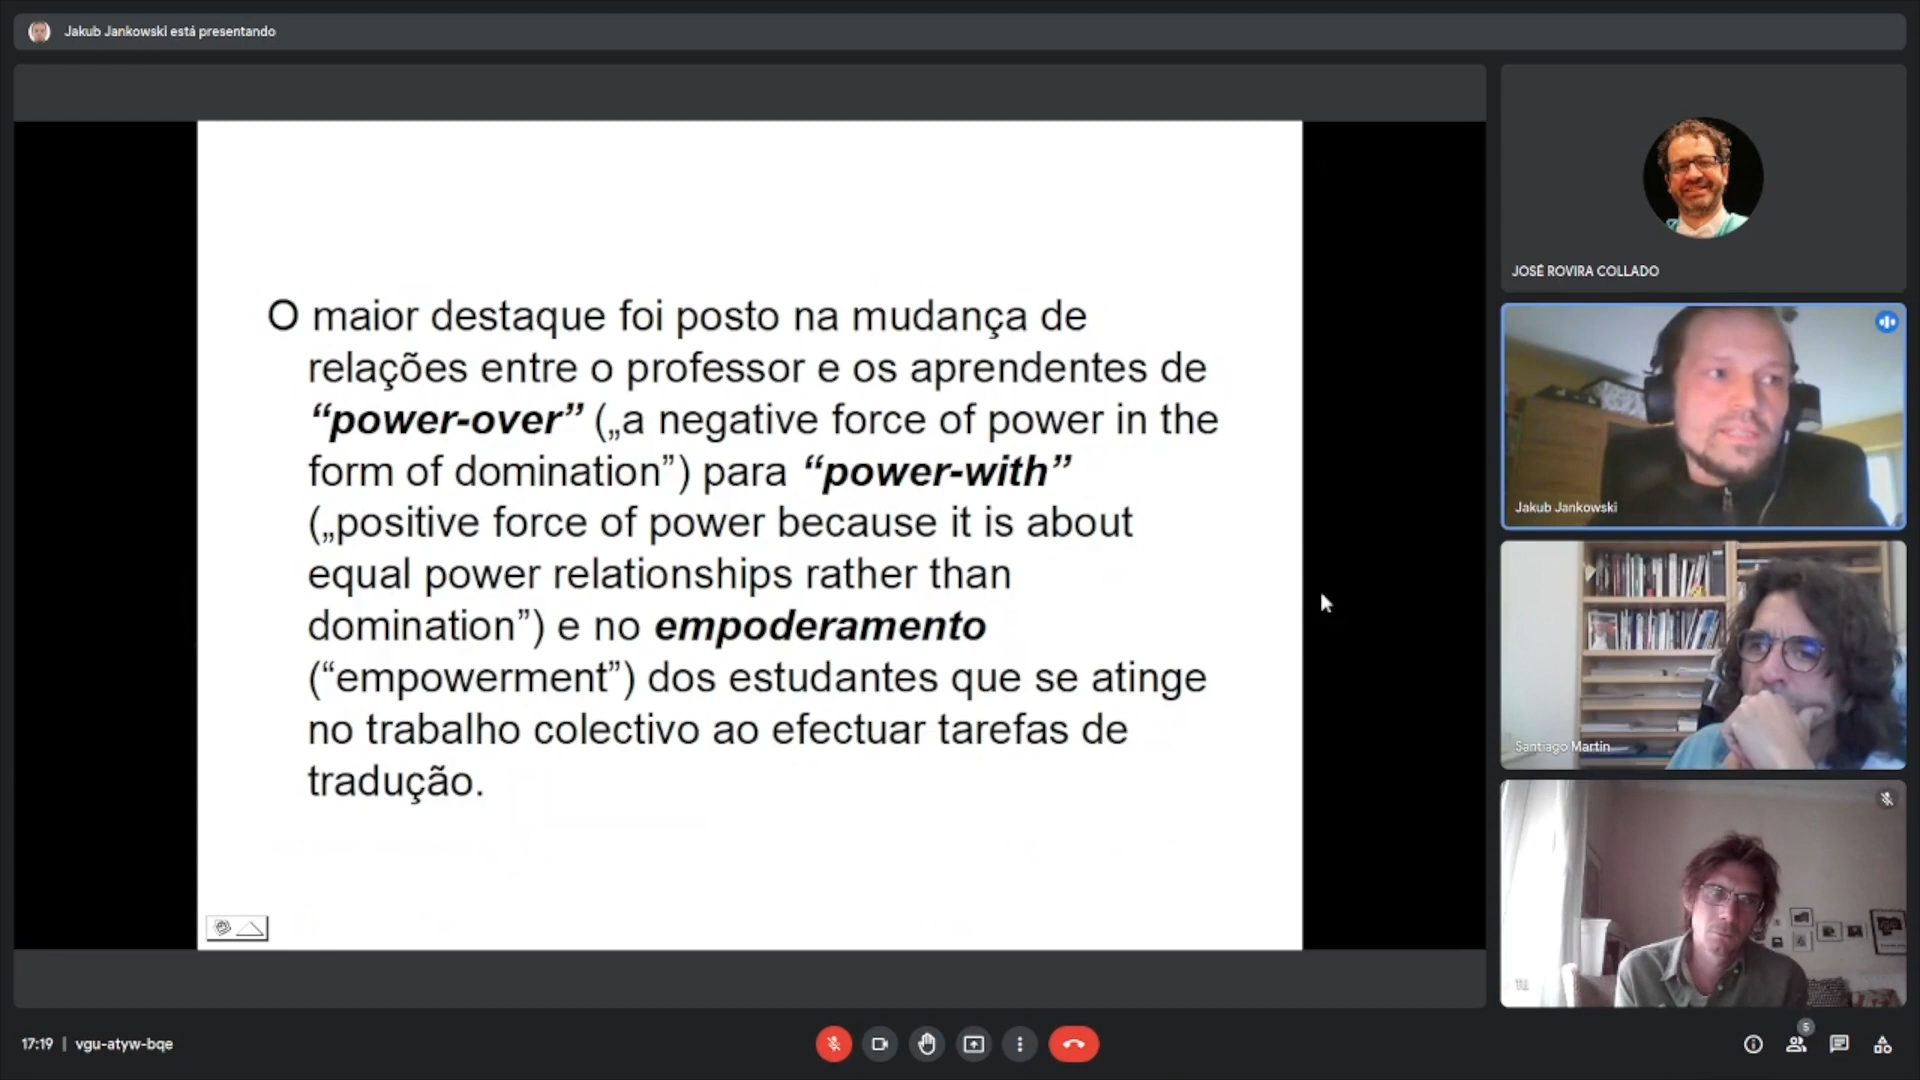 Jakub Jankowski está presentando
O maior destaque foi posto na mudança de
relações entre o professor e os aprendentes de
“power-over” („a negative force of power in the
form of domination”) para “power-with”
(„positive force of power because it is about
equal power relationships rather than
domination”) e no empoderamento
(“empowerment”) dos estudantes que se atinge
no trabalho colectivo ao efectuar tarefas de
tradução.
JOSÉ ROVIRA COLLADO
Jakub Jankowski
Santiago Martin
Tú
17:19 | vgu-atyw-bqe
5